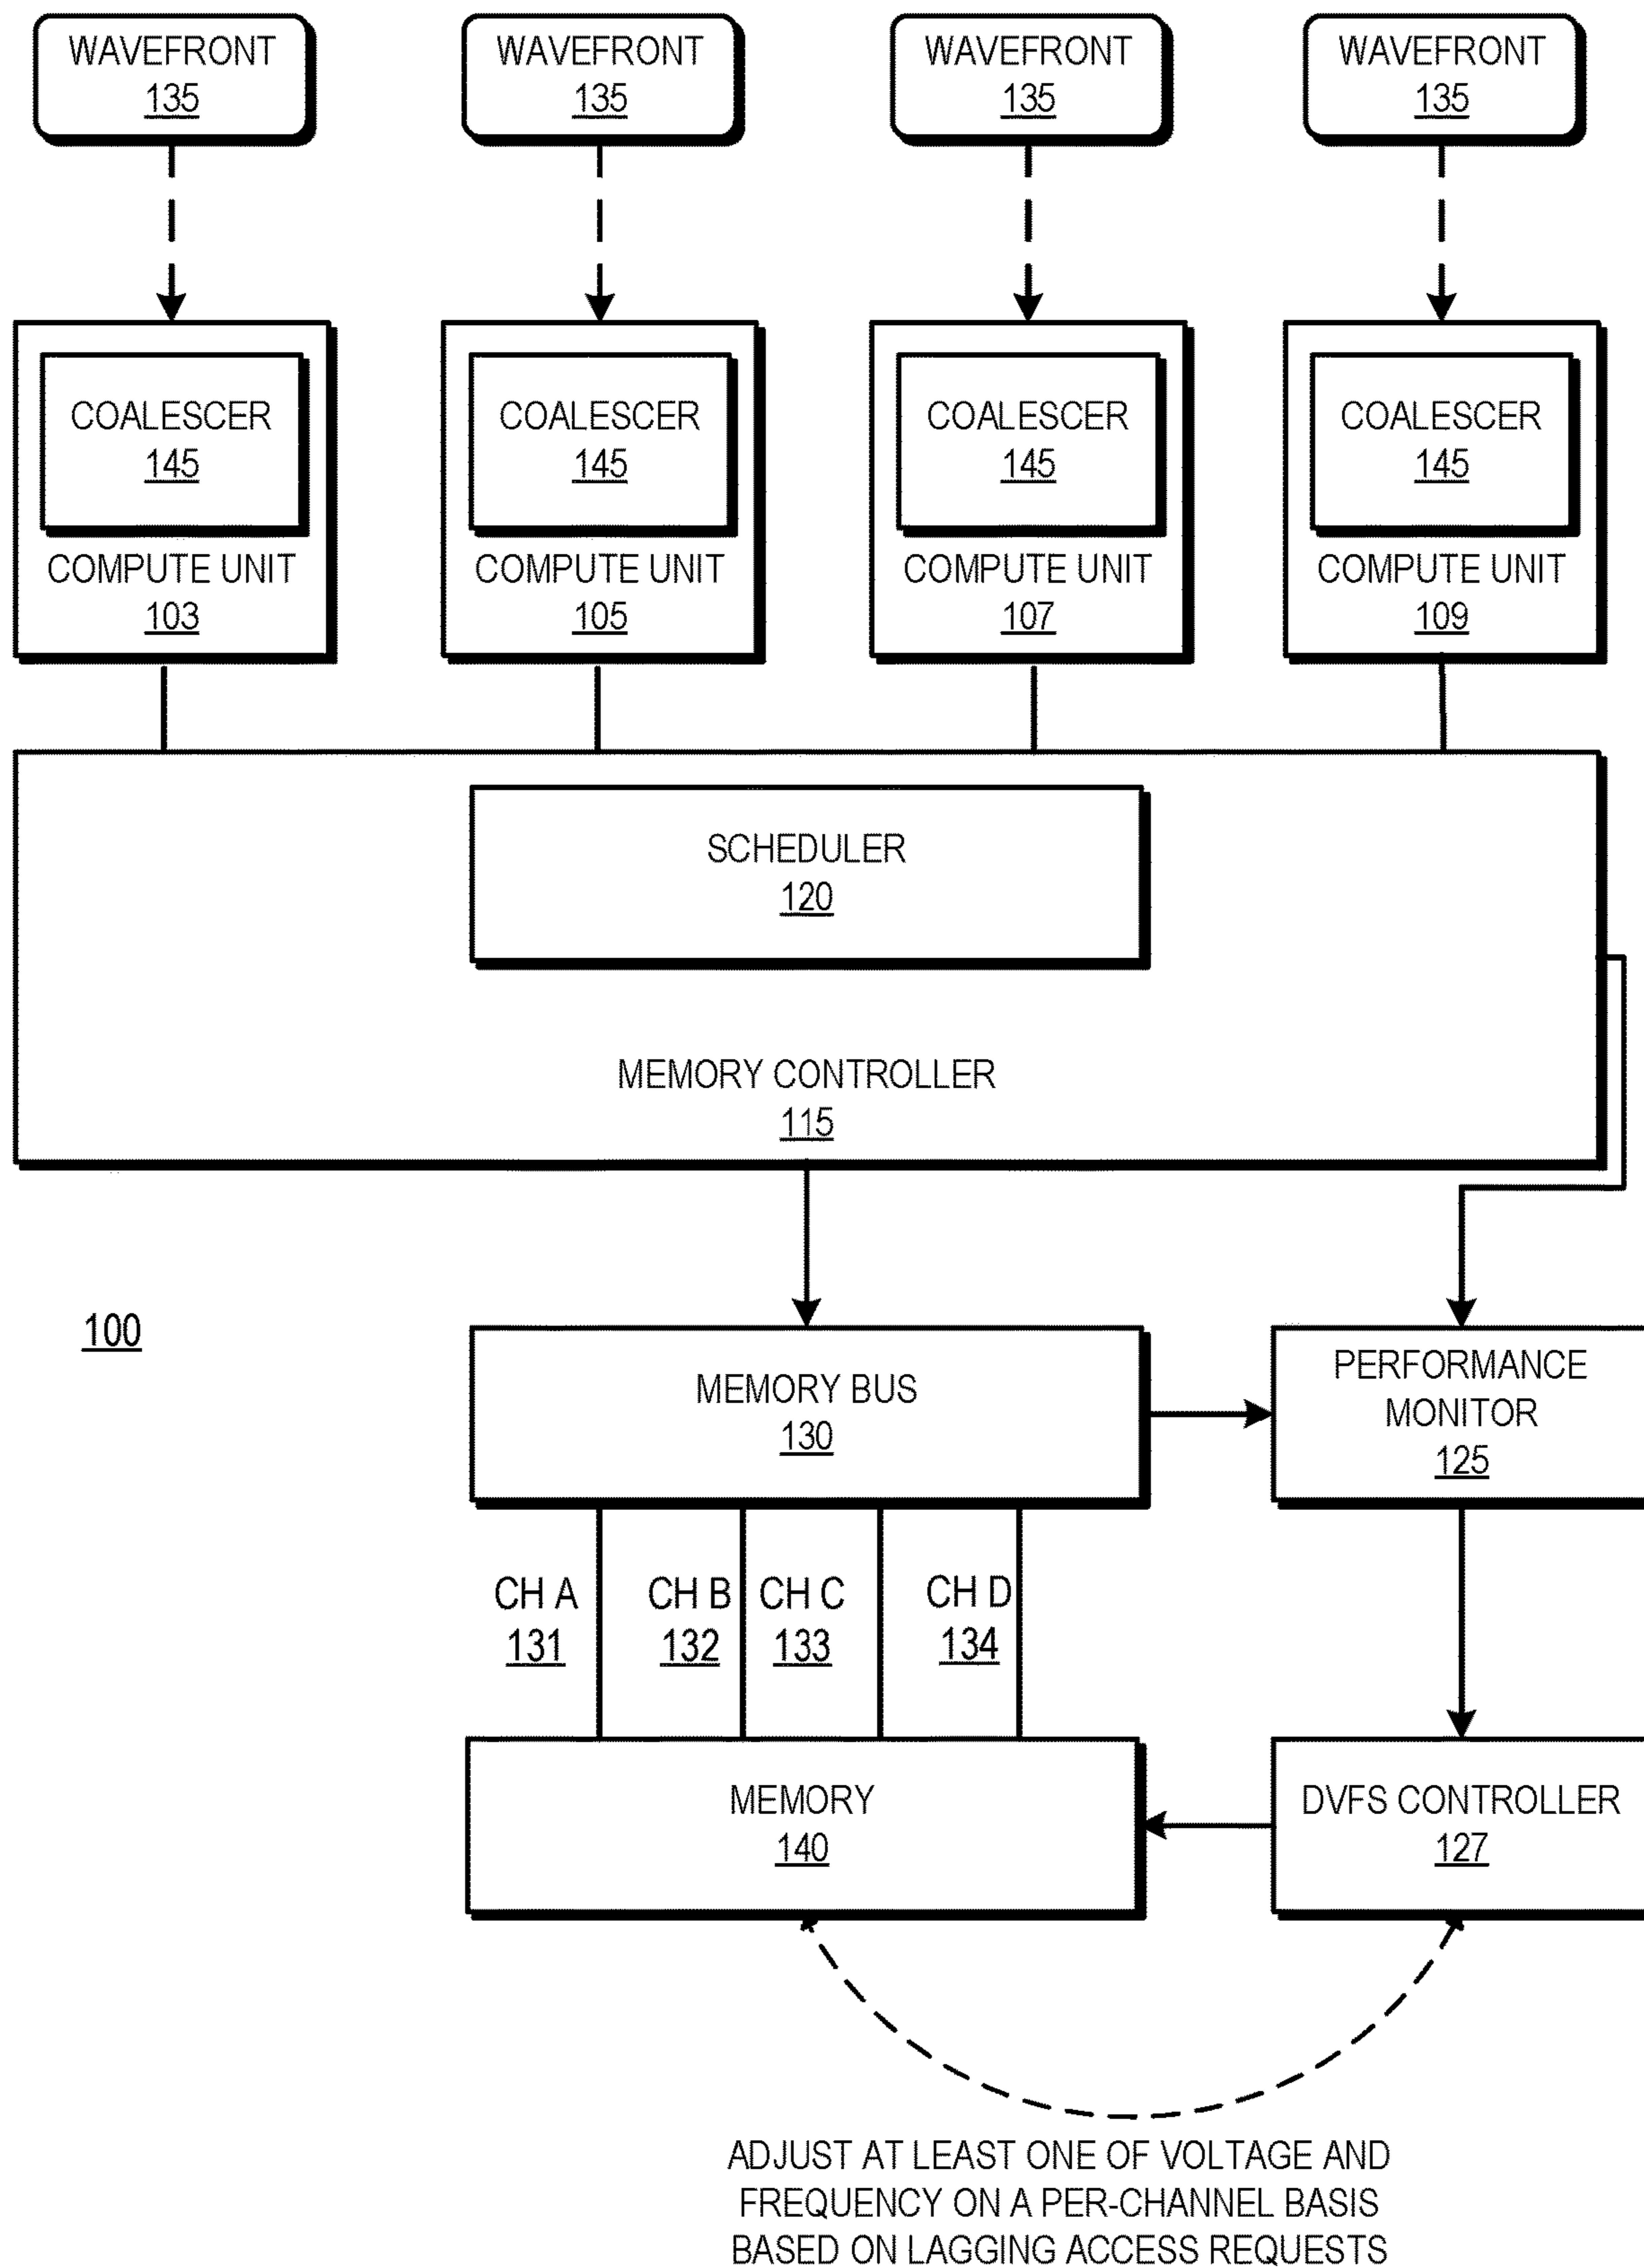 WAVEFRONT
135
WAVEFRONT
135
WAVEFRONT
135
WAVEFRONT
135
COALESCER
145
COMPUTE UNIT
103
COALESCER
145
COMPUTE UNIT
105
COALESCER
145
COMPUTE UNIT
107
COALESCER
145
COMPUTE UNIT
109
SCHEDULER
120
MEMORY CONTROLLER
115
100
MEMORY BUS
130
PERFORMANCE
MONITOR
125
CH A
131
CH B
132
CH C
133
CH D
134
MEMORY
140
DVFS CONTROLLER
127
ADJUST AT LEAST ONE OF VOLTAGE AND
FREQUENCY ON A PER-CHANNEL BASIS
BASED ON LAGGING ACCESS REQUESTS